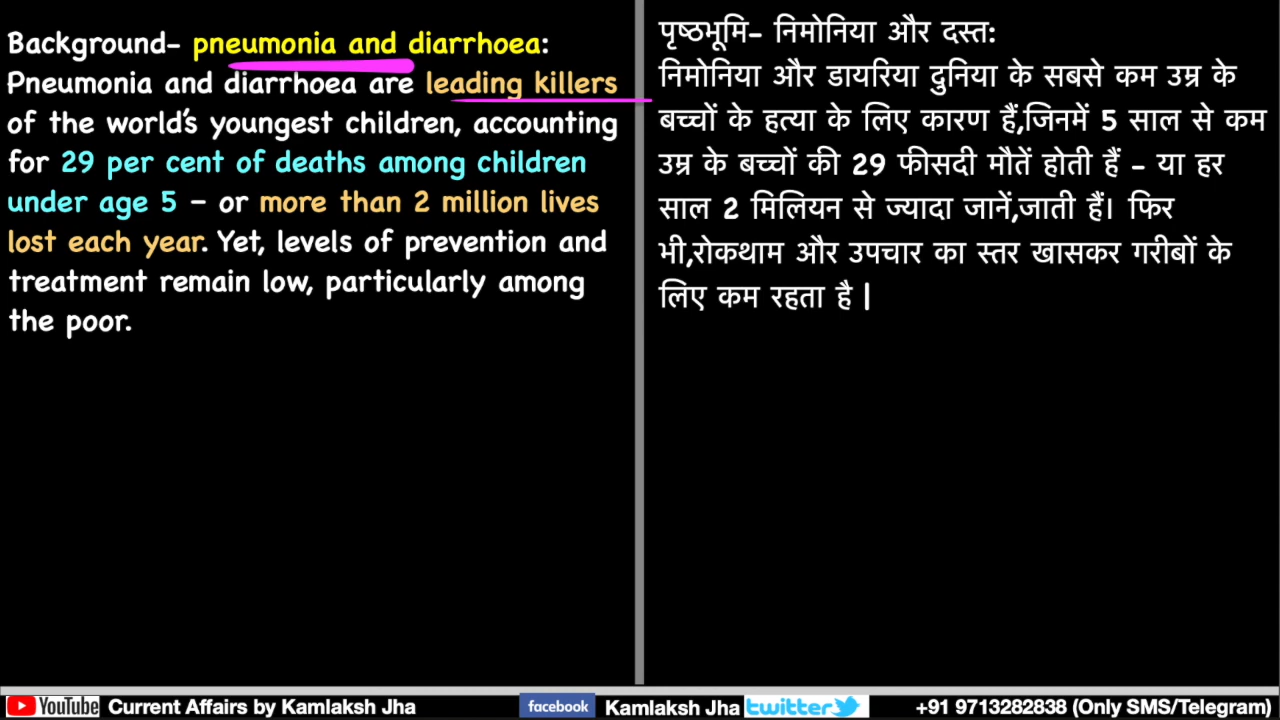 Background- pneumonia and diarrhoea:
Pneumonia and diarrhoea are leading killers
of the world's youngest children, accounting
for 29 per cent of deaths among children
under age 5 – or more than 2 million lives
lost each year. Yet, levels of prevention and
treatment remain low, particularly among
the poor.
पृष्ठभूमि- निमोनिया और दस्त:
निमोनिया और डायरिया दुनिया के सबसे कम उम्र के
बच्चों के हत्या के लिए कारण हैं,जिनमें 5 साल से कम
उम्र के बच्चों की 29 फीसदी मौतें होती हैं – या हर
साल 2 मिलियन से ज्यादा जानें,जाती हैं। फिर
भी,रोकथाम और उपचार का स्तर खासकर गरीबों के
लिए कम रहता है |
YouTube Current Affairs by Kamlaksh Jha facebook Kamlaksh Jha twitter +91 9713282838 (Only SMS/Telegram)